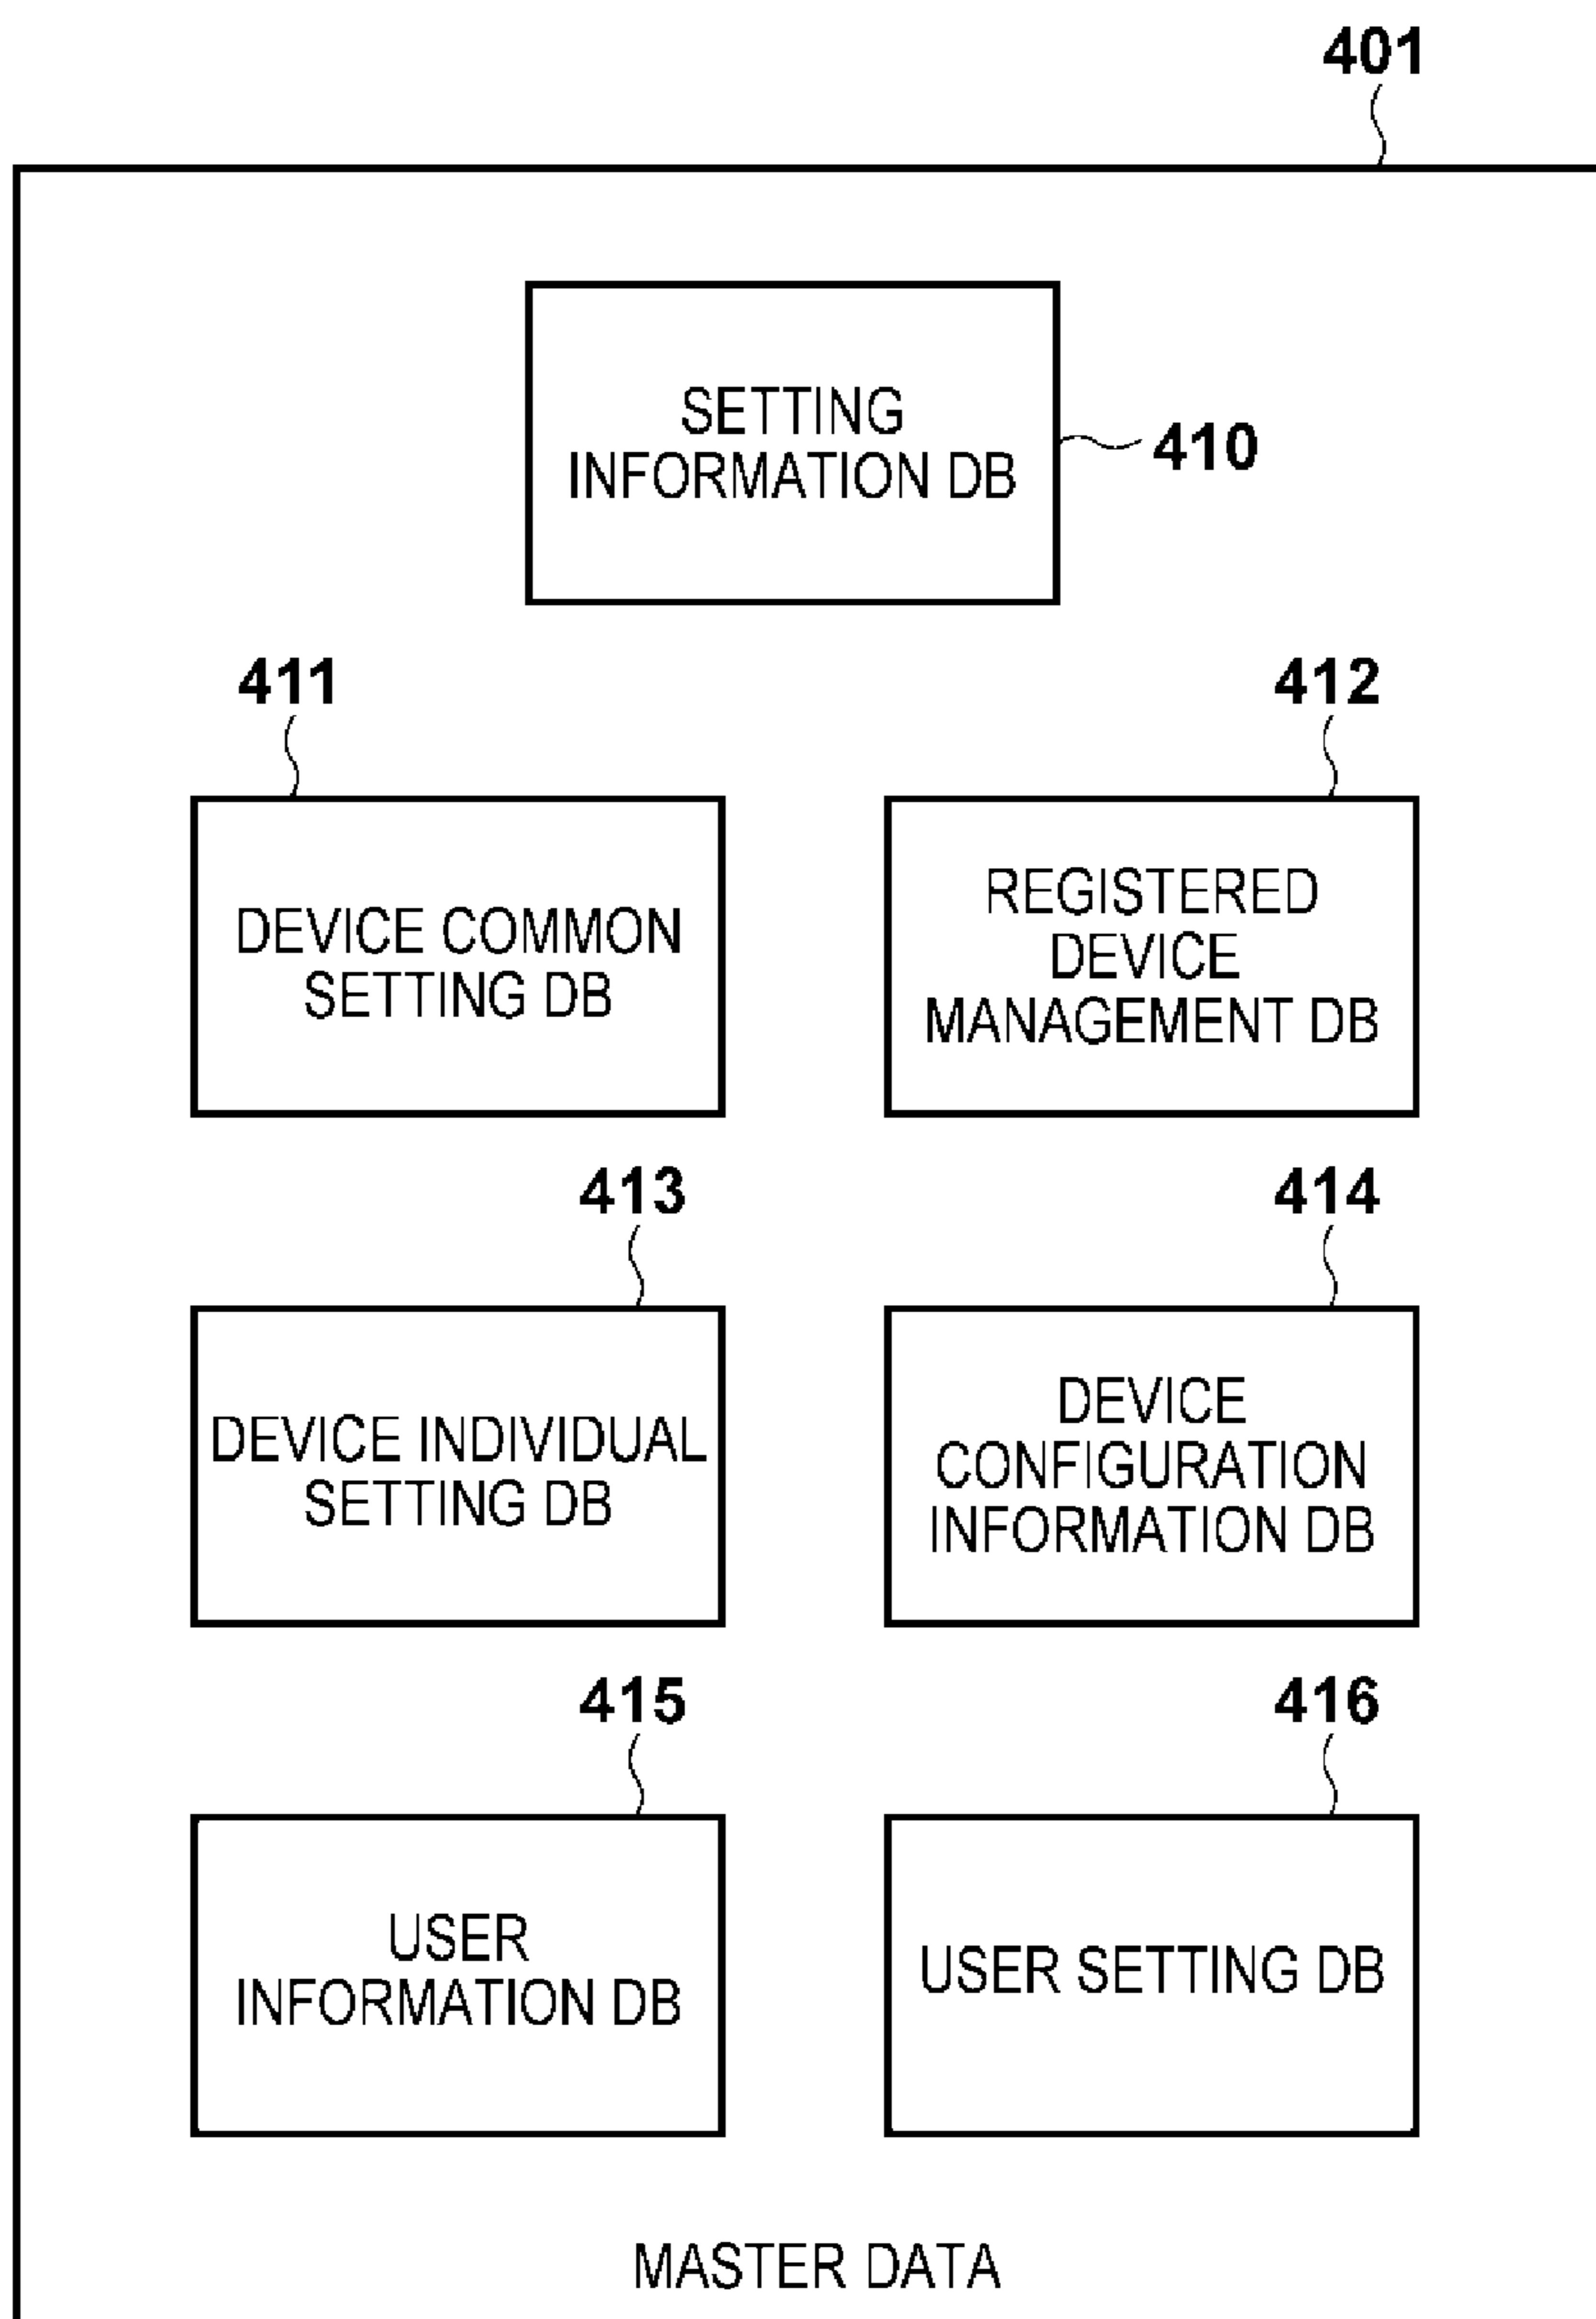 401
SETTING
INFORMATION DB
410
411
412
DEVICE COMMON
SETTING DB
REGISTERED
DEVICE
MANAGEMENT DB
413
414
DEVICE INDIVIDUAL
SETTING DB
DEVICE
CONFIGURATION
INFORMATION DB
415
416
USER
INFORMATION DB
USER SETTING DB
MASTER DATA